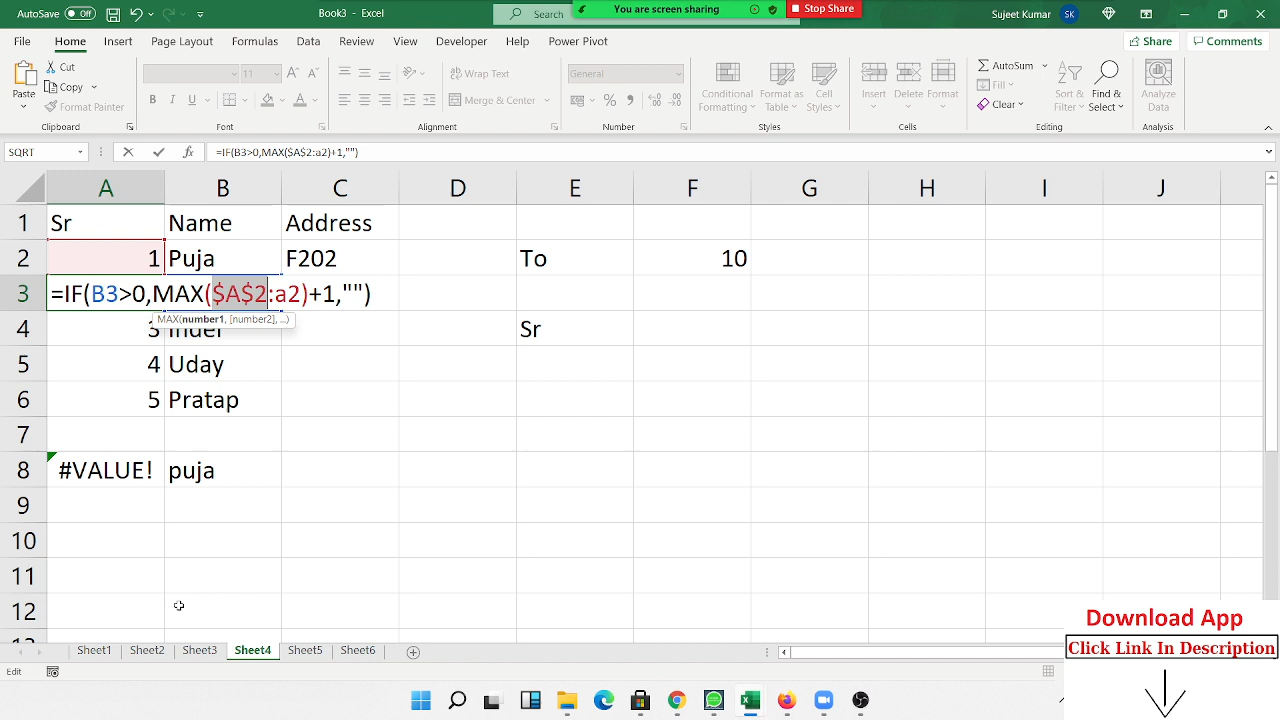 AutoSave Off Book3 - Excel Search You are screen sharing Stop Share Sujeet Kumar SK
File Home Insert Page Layout Formulas Data Review View Developer Help Power Pivot Share Comments
Paste Cut Copy Format Painter Clipboard
11 B I U A Font
Wrap Text Merge & Center Alignment
General % Number
Conditional Formatting Format as Table Cell Styles Styles
Insert Delete Format Cells
AutoSum Fill Clear Sort & Filter Find & Select Editing
Analyze Data Analysis
SQRT fx =IF(B3>0,MAX($A$2:a2)+1,"")
A B C D E F G H I J
1 Sr Name Address
2 1 Puja F202 To 10
3 =IF(B3>0,MAX($A$2:a2)+1,"")
MAX(number1, [number2], ...)
4 3 Inder Sr
5 4 Uday
6 5 Pratap
7
8 #VALUE! puja
9
10
11
12
13
Sheet1 Sheet2 Sheet3 Sheet4 Sheet5 Sheet6
Edit
Download App
Click Link In Description